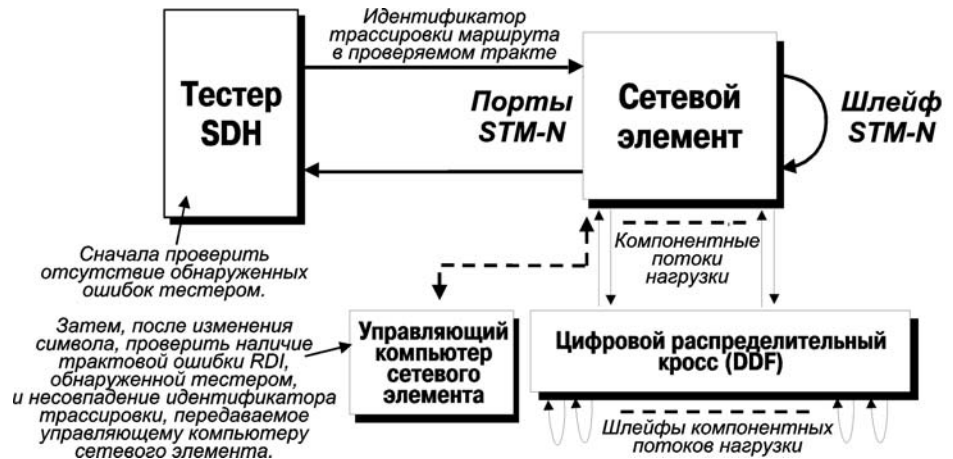 Идентификатор
трассировки маршрута
в проверяемом тракте
Тестер
SDH
Порты
STM-N
Сетевой
элемент
Шлейф
STM-N
Сначала проверить
отсутствие обнаруженных
ошибок тестером.
Компонентные
потоки
нагрузки
Затем, после изменения
символа, проверить наличие
трактовой ошибки RDI,
обнаруженной тестером,
и несовпадение идентификатора
трассировки, передаваемое
управляющему компьютеру
сетевого элемента.
Управляющий
компьютер
сетевого
элемента
Цифровой распределительный
кросс (DDF)
Шлейфы компонентных
потоков нагрузки